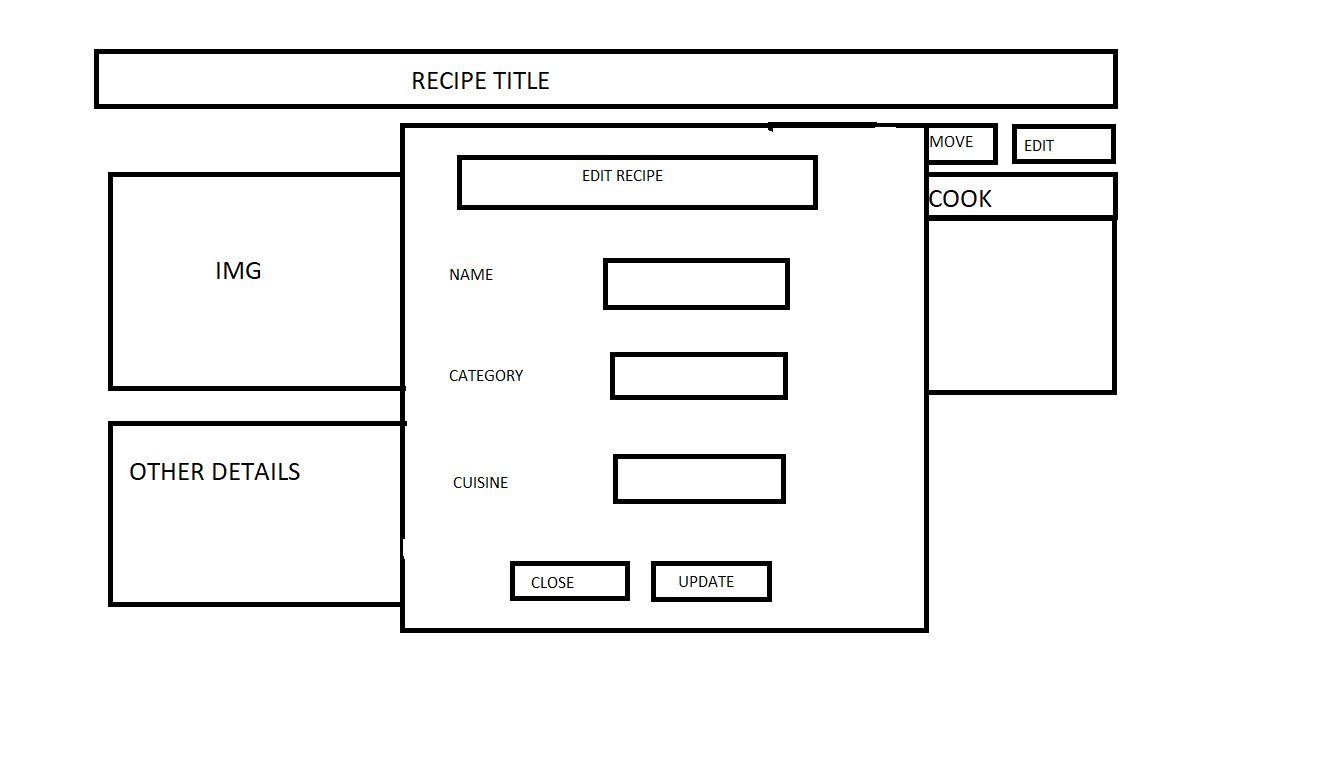 RECIPE TITLE
MOVE
EDIT
EDIT RECIPE
COOK
IMG
NAME
CATEGORY
OTHER DETAILS
CUISINE
CLOSE
UPDATE